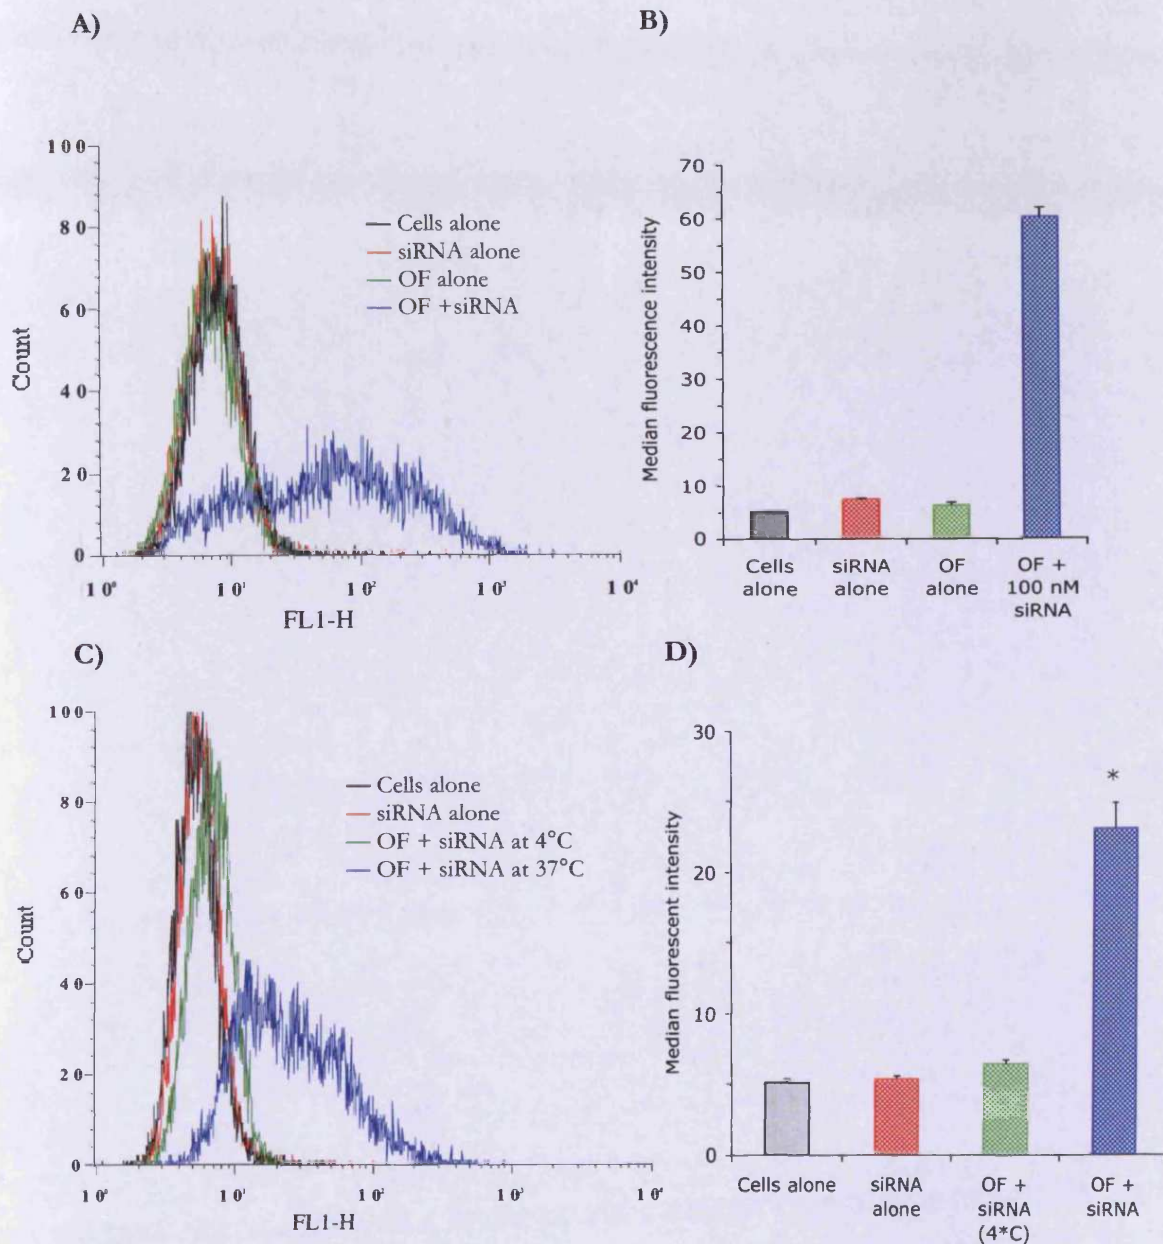 A)
100
80
60
40
20
0
Count
Cells alone
siRNA alone
OF alone
OF +siRNA
10⁰ 10¹ 10² 10³ 10⁴
FL1-H
B)
70
60
50
40
30
20
10
0
Median fluorescence intensity
Cells alone
siRNA alone
OF alone
OF + 100 nM siRNA
C)
100
80
60
40
20
0
Count
Cells alone
siRNA alone
OF + siRNA at 4°C
OF + siRNA at 37°C
10⁰ 10¹ 10² 10³ 10⁴
FL1-H
D)
30
20
10
0
Median fluorescent intensity
*
Cells alone
siRNA alone
OF + siRNA (4*C)
OF + siRNA